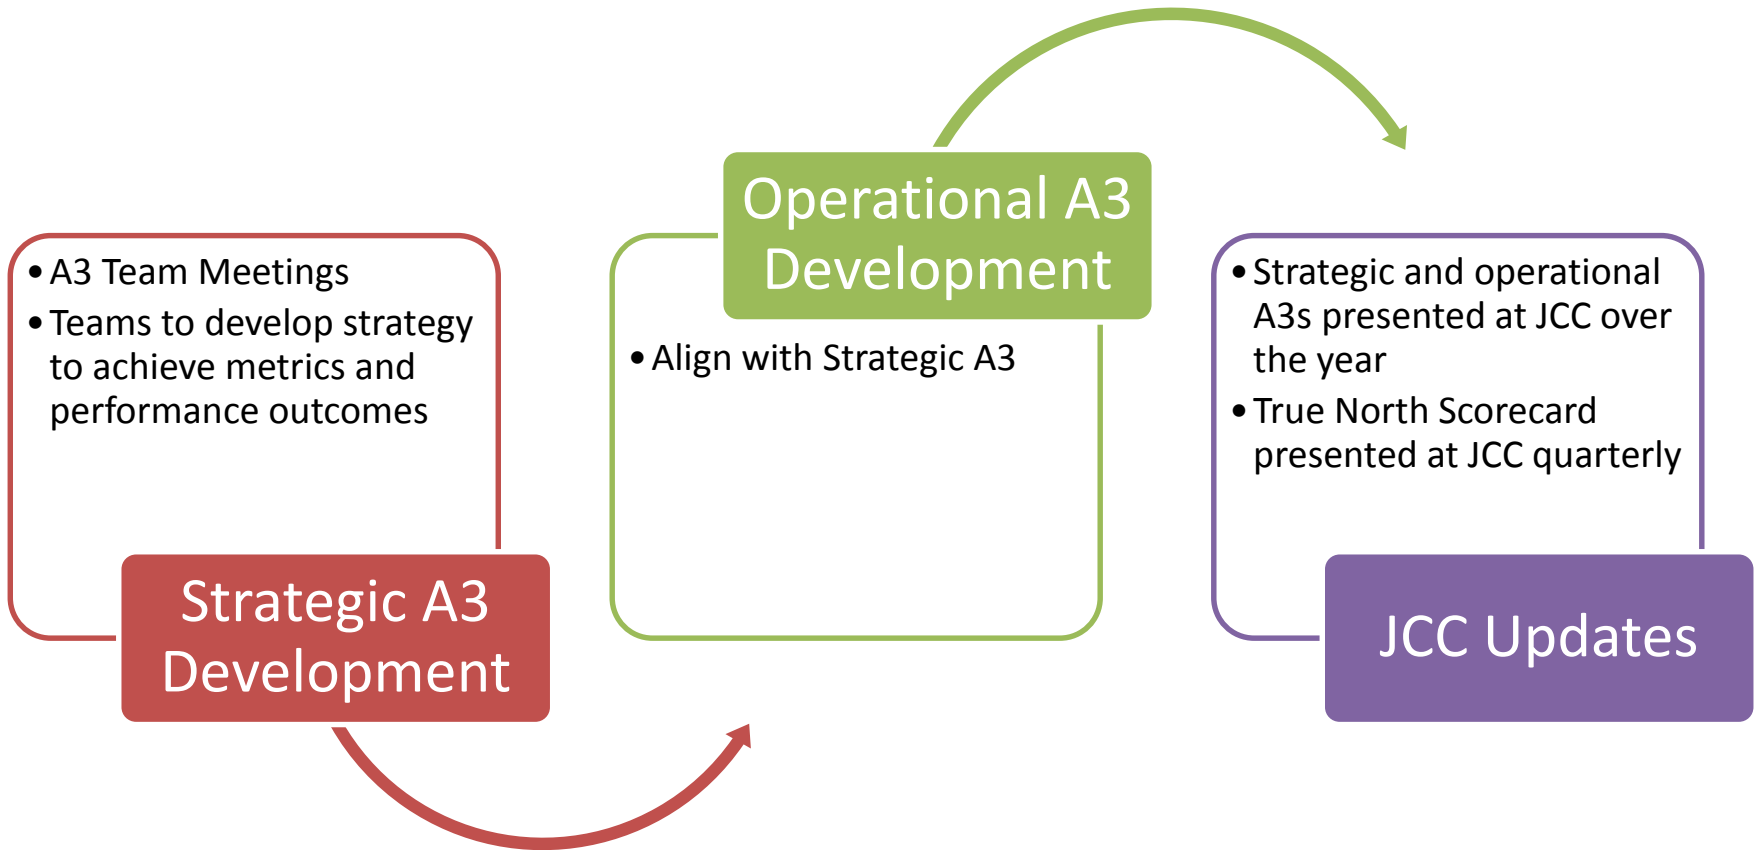 • A3 Team Meetings
• Teams to develop strategy
to achieve metrics and
performance outcomes
Strategic A3
Development
Operational A3
Development
• Align with Strategic A3
• Strategic and operational
A3s presented at JCC over
the year
• True North Scorecard
presented at JCC quarterly
JCC Updates